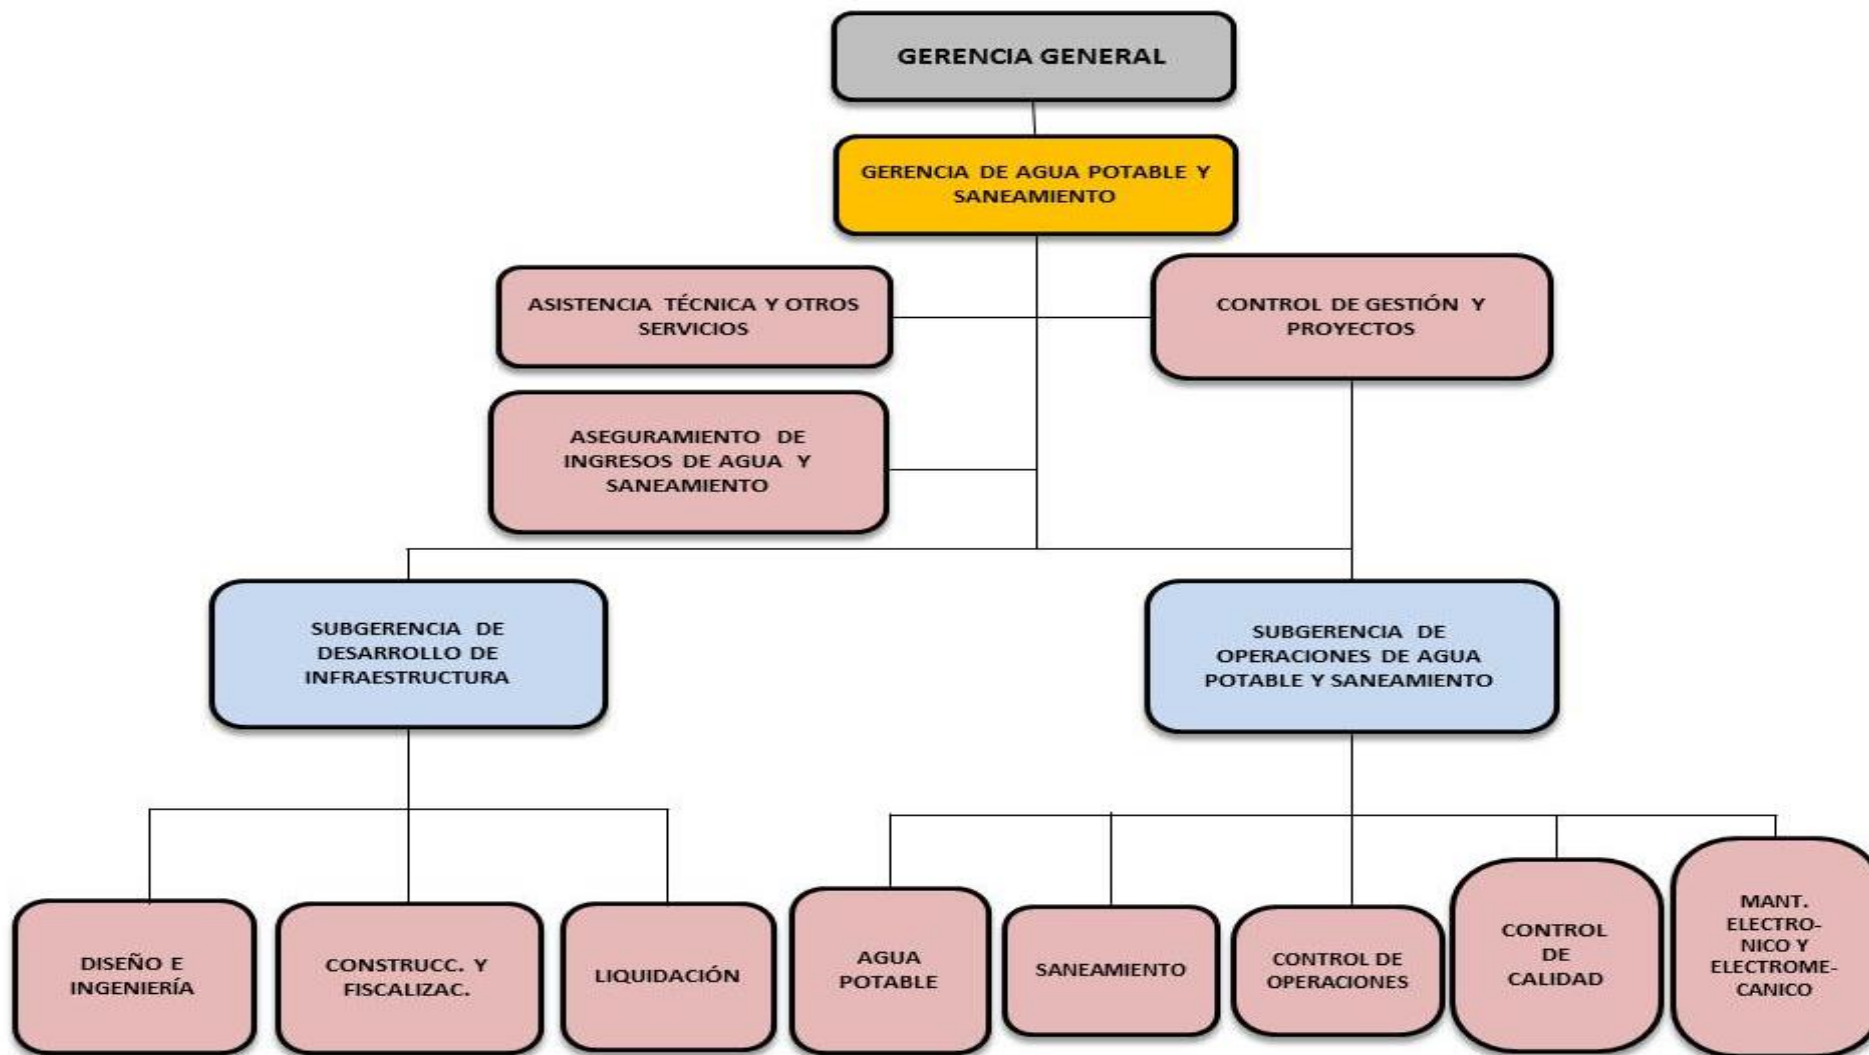 GERENCIA GENERAL
GERENCIA DE AGUA POTABLE Y
SANEAMIENTO
ASISTENCIA TÉCNICA Y OTROS
SERVICIOS
CONTROL DE GESTIÓN Y
PROYECTOS
ASEGURAMIENTO DE
INGRESOS DE AGUA Y
SANEAMIENTO
SUBGERENCIA DE
DESARROLLO DE
INFRAESTRUCTURA
SUBGERENCIA DE
OPERACIONES DE AGUA
POTABLE Y SANEAMIENTO
DISEÑO E
INGENIERÍA
CONSTRUCC. Y
FISCALIZAC.
LIQUIDACIÓN
AGUA
POTABLE
SANEAMIENTO
CONTROL DE
OPERACIONES
CONTROL
DE
CALIDAD
MANT.
ELECTRO-
NICO Y
ELECTROME-
CANICO